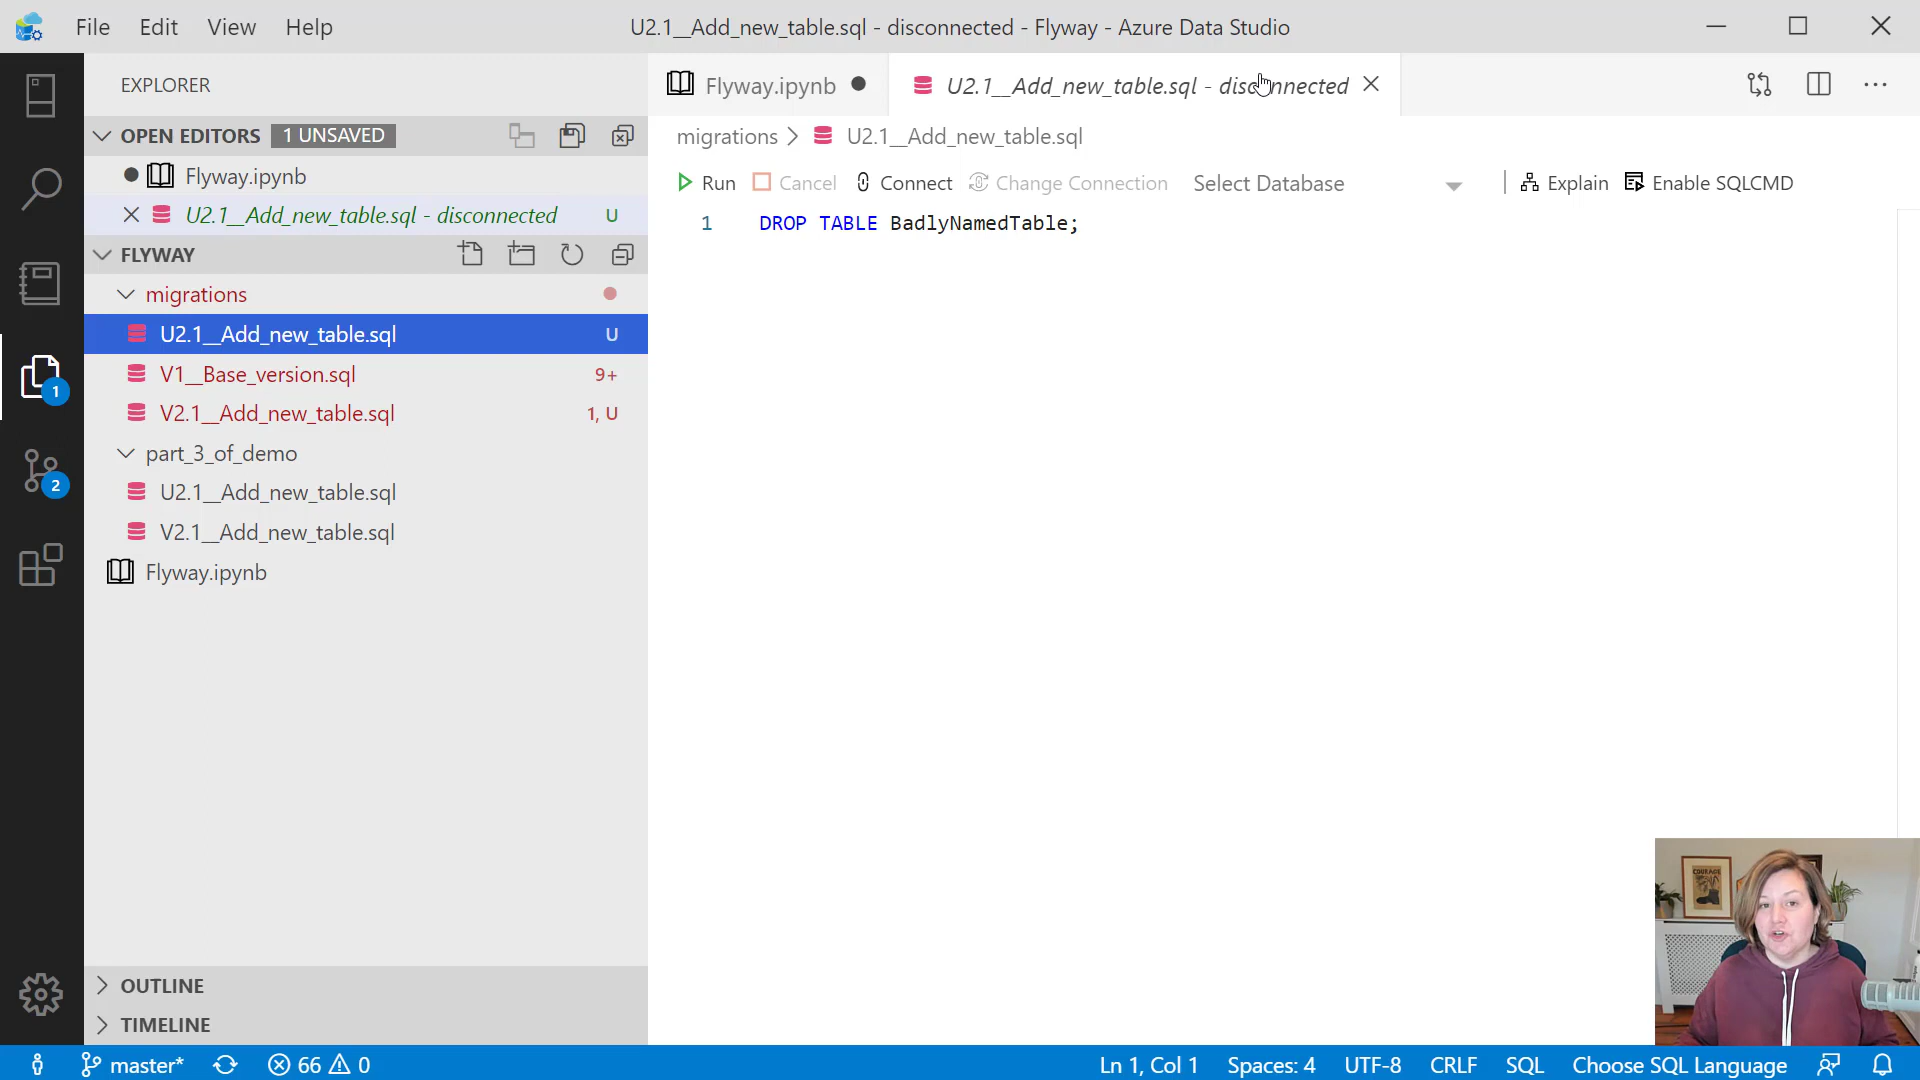 File Edit View Help
U2.1__Add_new_table.sql - disconnected - Flyway - Azure Data Studio
EXPLORER
OPEN EDITORS 1 UNSAVED
Flyway.ipynb
U2.1__Add_new_table.sql - disconnected U
FLYWAY
migrations
U2.1__Add_new_table.sql U
V1__Base_version.sql 9+
V2.1__Add_new_table.sql 1, U
part_3_of_demo
U2.1__Add_new_table.sql
V2.1__Add_new_table.sql
Flyway.ipynb
1
2
OUTLINE
TIMELINE
Flyway.ipynb
U2.1__Add_new_table.sql - disconnected
migrations > U2.1__Add_new_table.sql
Run Cancel Connect Change Connection Select Database Explain Enable SQLCMD
1 DROP TABLE BadlyNamedTable;
COURAGE
master* 66 0 Ln 1, Col 1 Spaces: 4 UTF-8 CRLF SQL Choose SQL Language